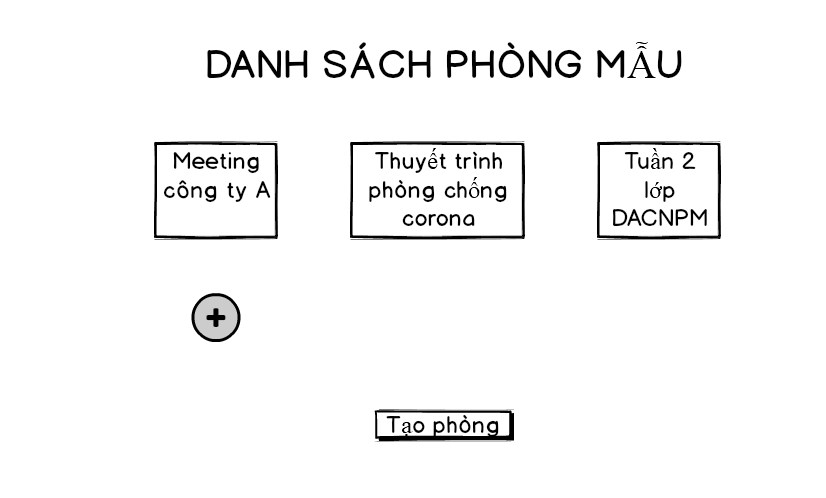 DANH SÁCH PHÒNG MẪU
Meeting
công ty A
Thuyết trình
phòng chống
corona
Tuần 2
lớp
DACNPM
+
Tạo phòng